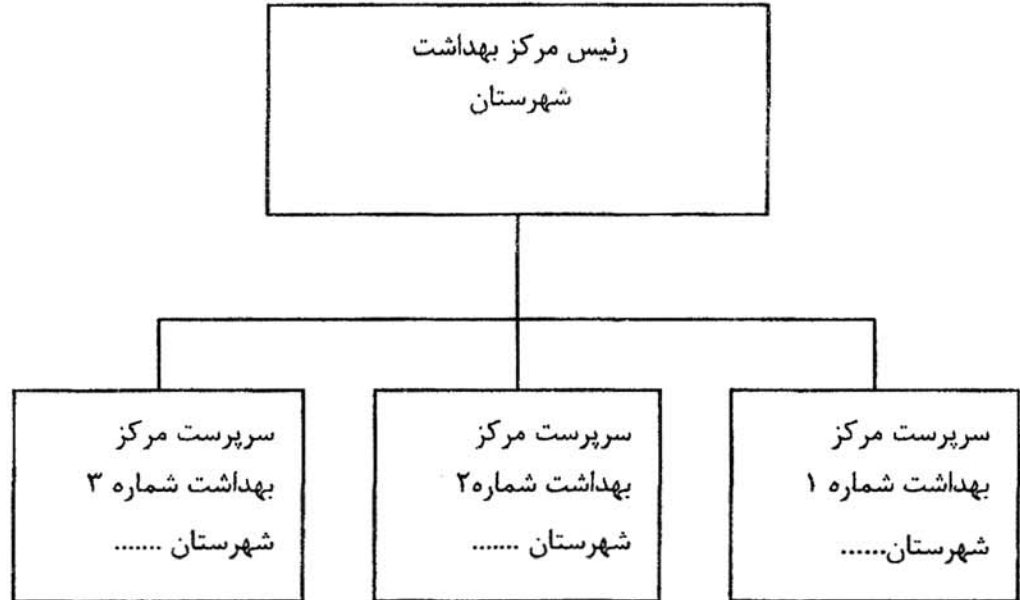 رئیس مرکز بهداشت
شهرستان
سرپرست مرکز
بهداشت شماره ۱
شهرستان......
سرپرست مرکز
بهداشت شماره۲
شهرستان .......
سرپرست مرکز
بهداشت شماره ۳
شهرستان .......